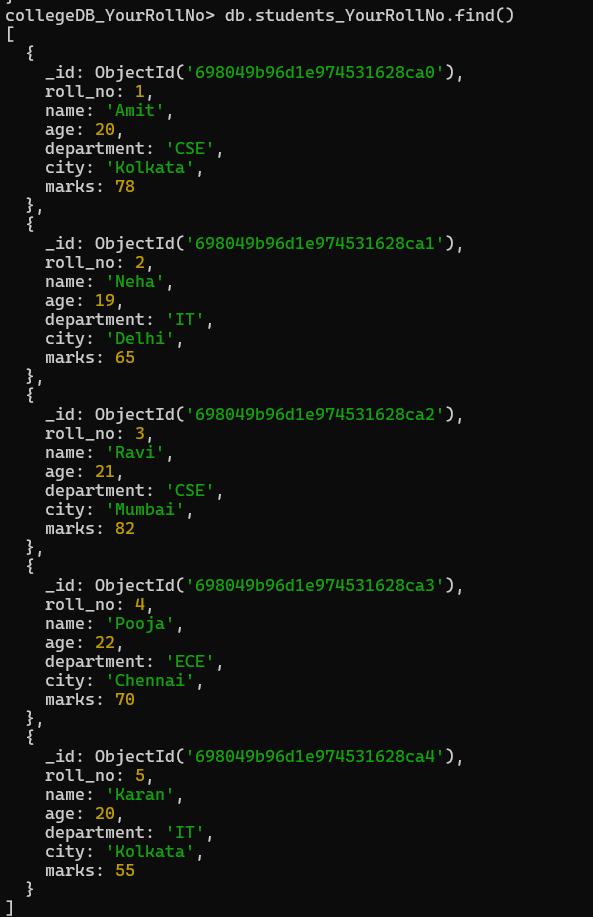 collegeDB_YourRollNo> db.students_YourRollNo.find()
[
  {
    _id: ObjectId('698049b96d1e974531628ca0'),
    roll_no: 1,
    name: 'Amit',
    age: 20,
    department: 'CSE',
    city: 'Kolkata',
    marks: 78
  },
  {
    _id: ObjectId('698049b96d1e974531628ca1'),
    roll_no: 2,
    name: 'Neha',
    age: 19,
    department: 'IT',
    city: 'Delhi',
    marks: 65
  },
  {
    _id: ObjectId('698049b96d1e974531628ca2'),
    roll_no: 3,
    name: 'Ravi',
    age: 21,
    department: 'CSE',
    city: 'Mumbai',
    marks: 82
  },
  {
    _id: ObjectId('698049b96d1e974531628ca3'),
    roll_no: 4,
    name: 'Pooja',
    age: 22,
    department: 'ECE',
    city: 'Chennai',
    marks: 70
  },
  {
    _id: ObjectId('698049b96d1e974531628ca4'),
    roll_no: 5,
    name: 'Karan',
    age: 20,
    department: 'IT',
    city: 'Kolkata',
    marks: 55
  }
]